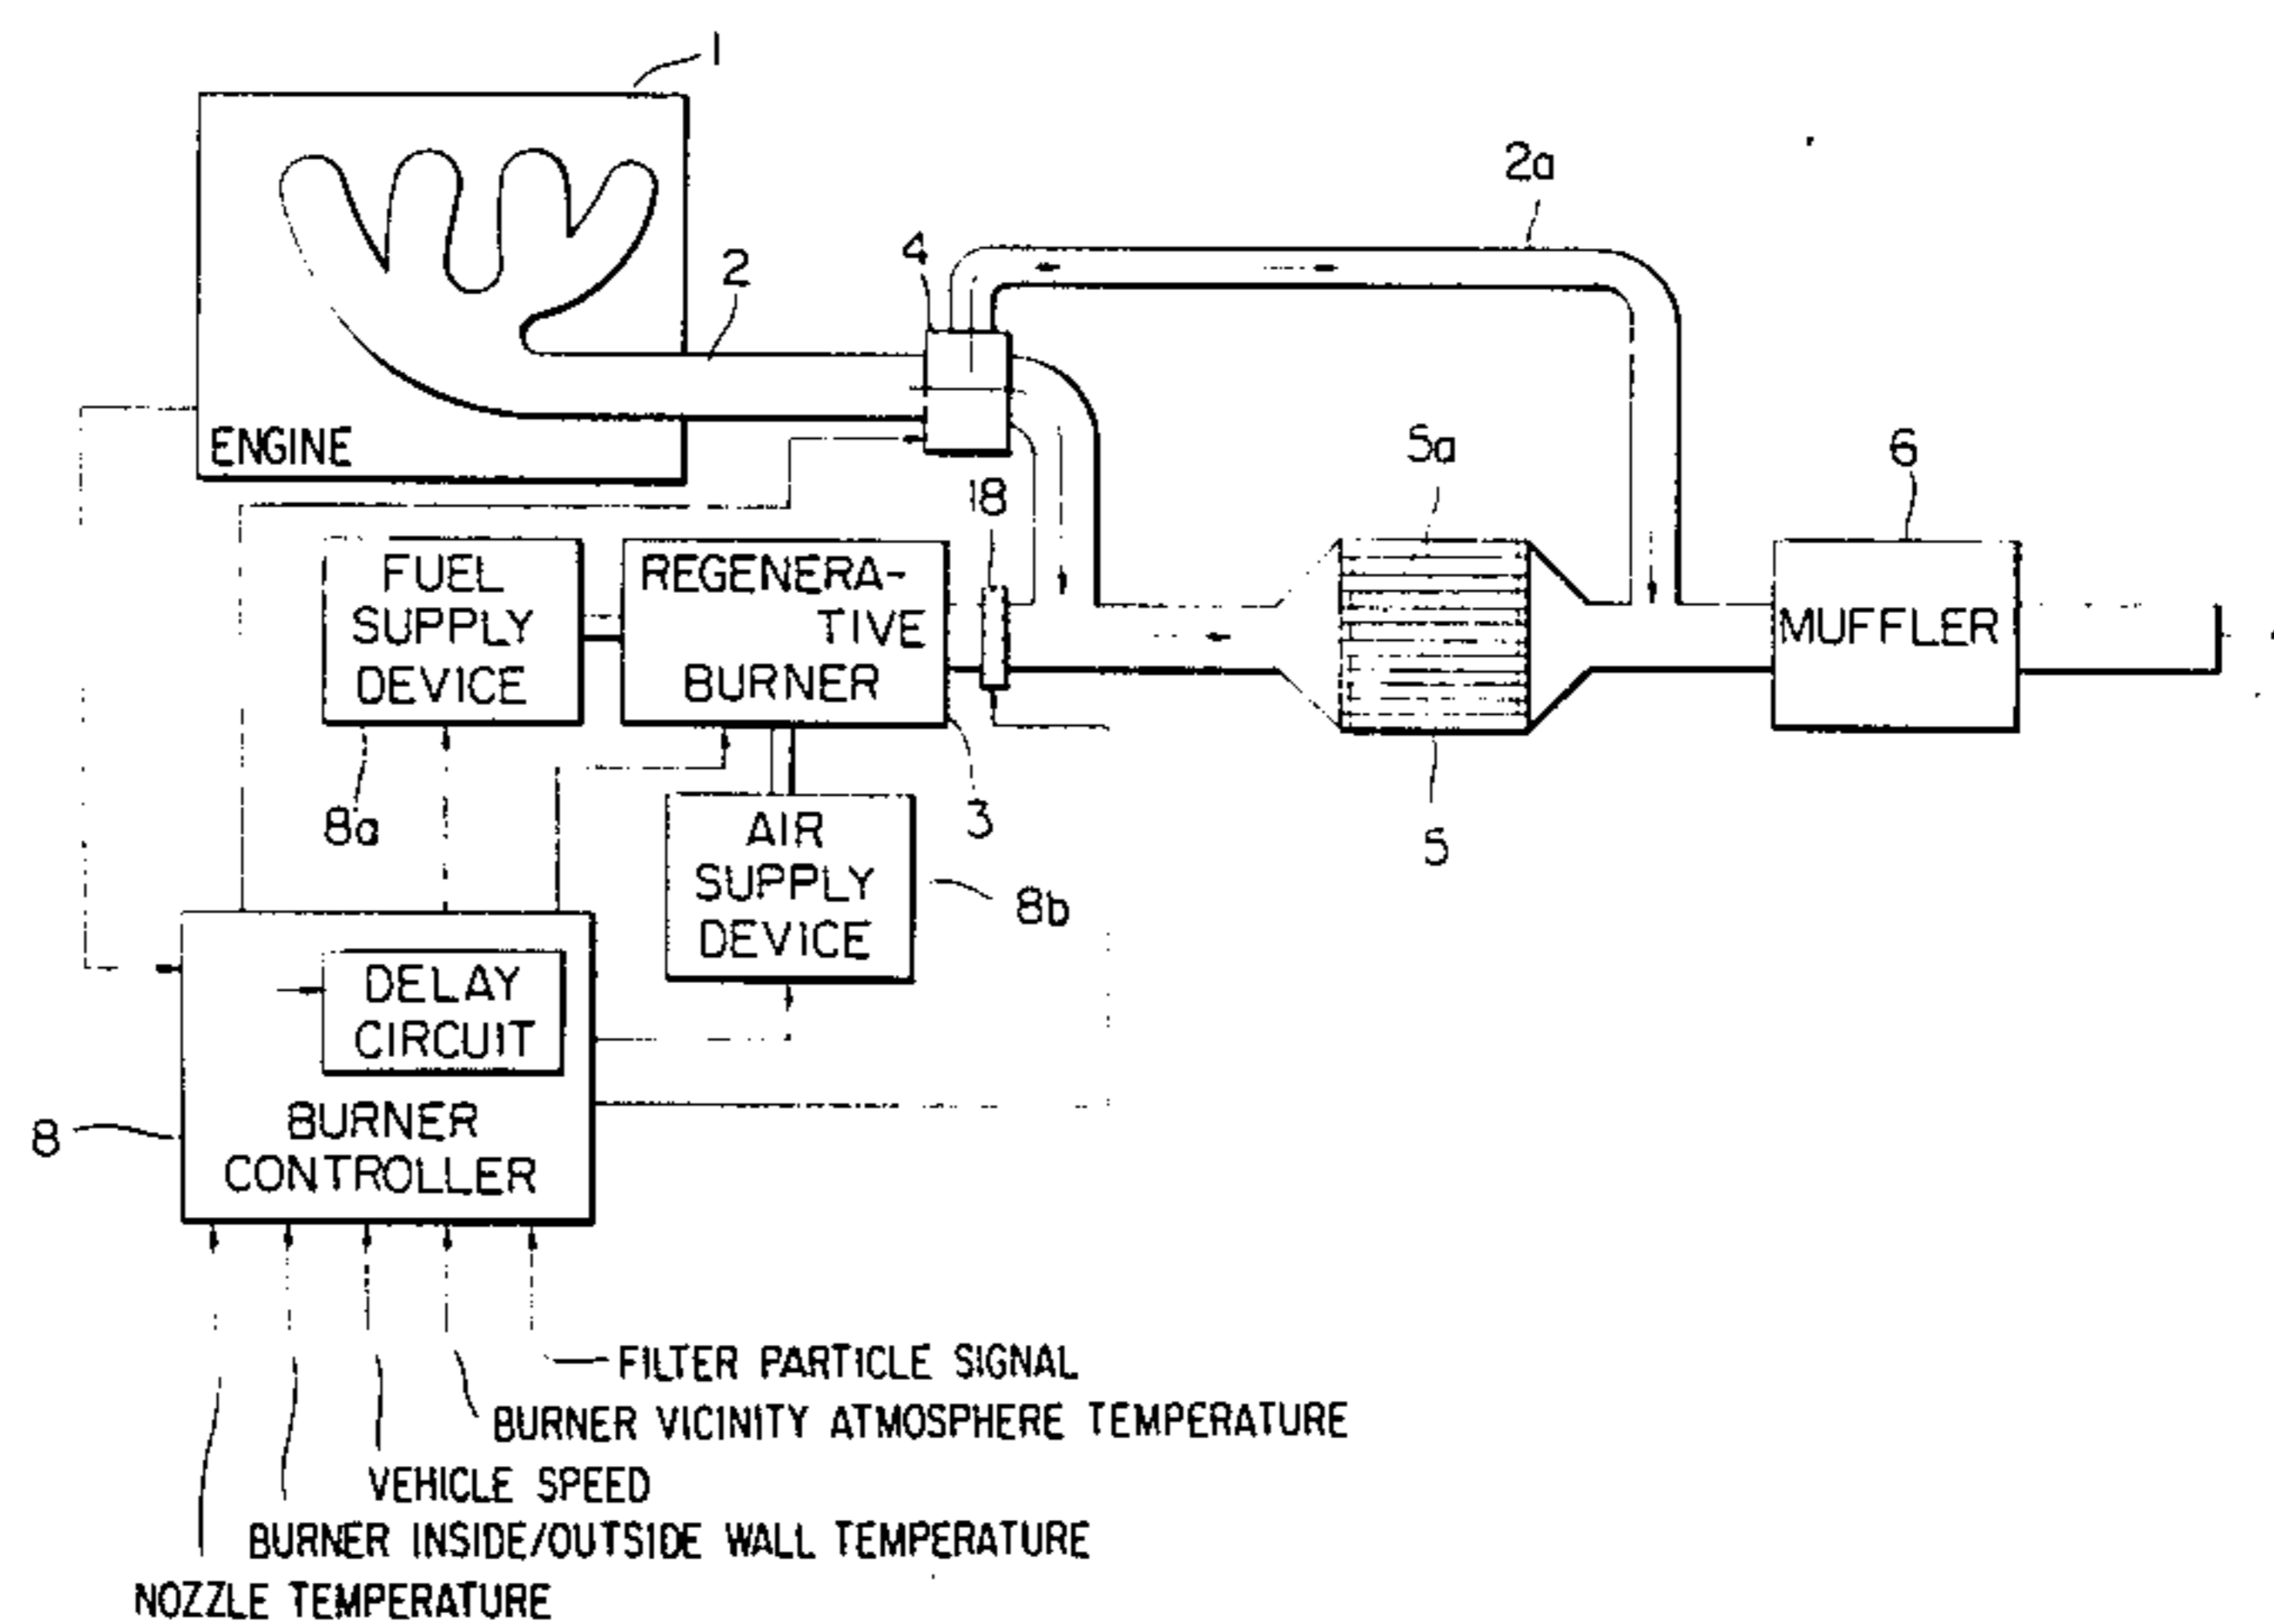 1
2a
4
2
ENGINE
5a
6
18
FUEL
SUPPLY
DEVICE
REGENERA-
TIVE
BURNER
MUFFLER
8a
3
5
AIR
SUPPLY
DEVICE
8b
DELAY
CIRCUIT
8
BURNER
CONTROLLER
FILTER PARTICLE SIGNAL
BURNER VICINITY ATMOSPHERE TEMPERATURE
VEHICLE SPEED
BURNER INSIDE/OUTSIDE WALL TEMPERATURE
NOZZLE TEMPERATURE